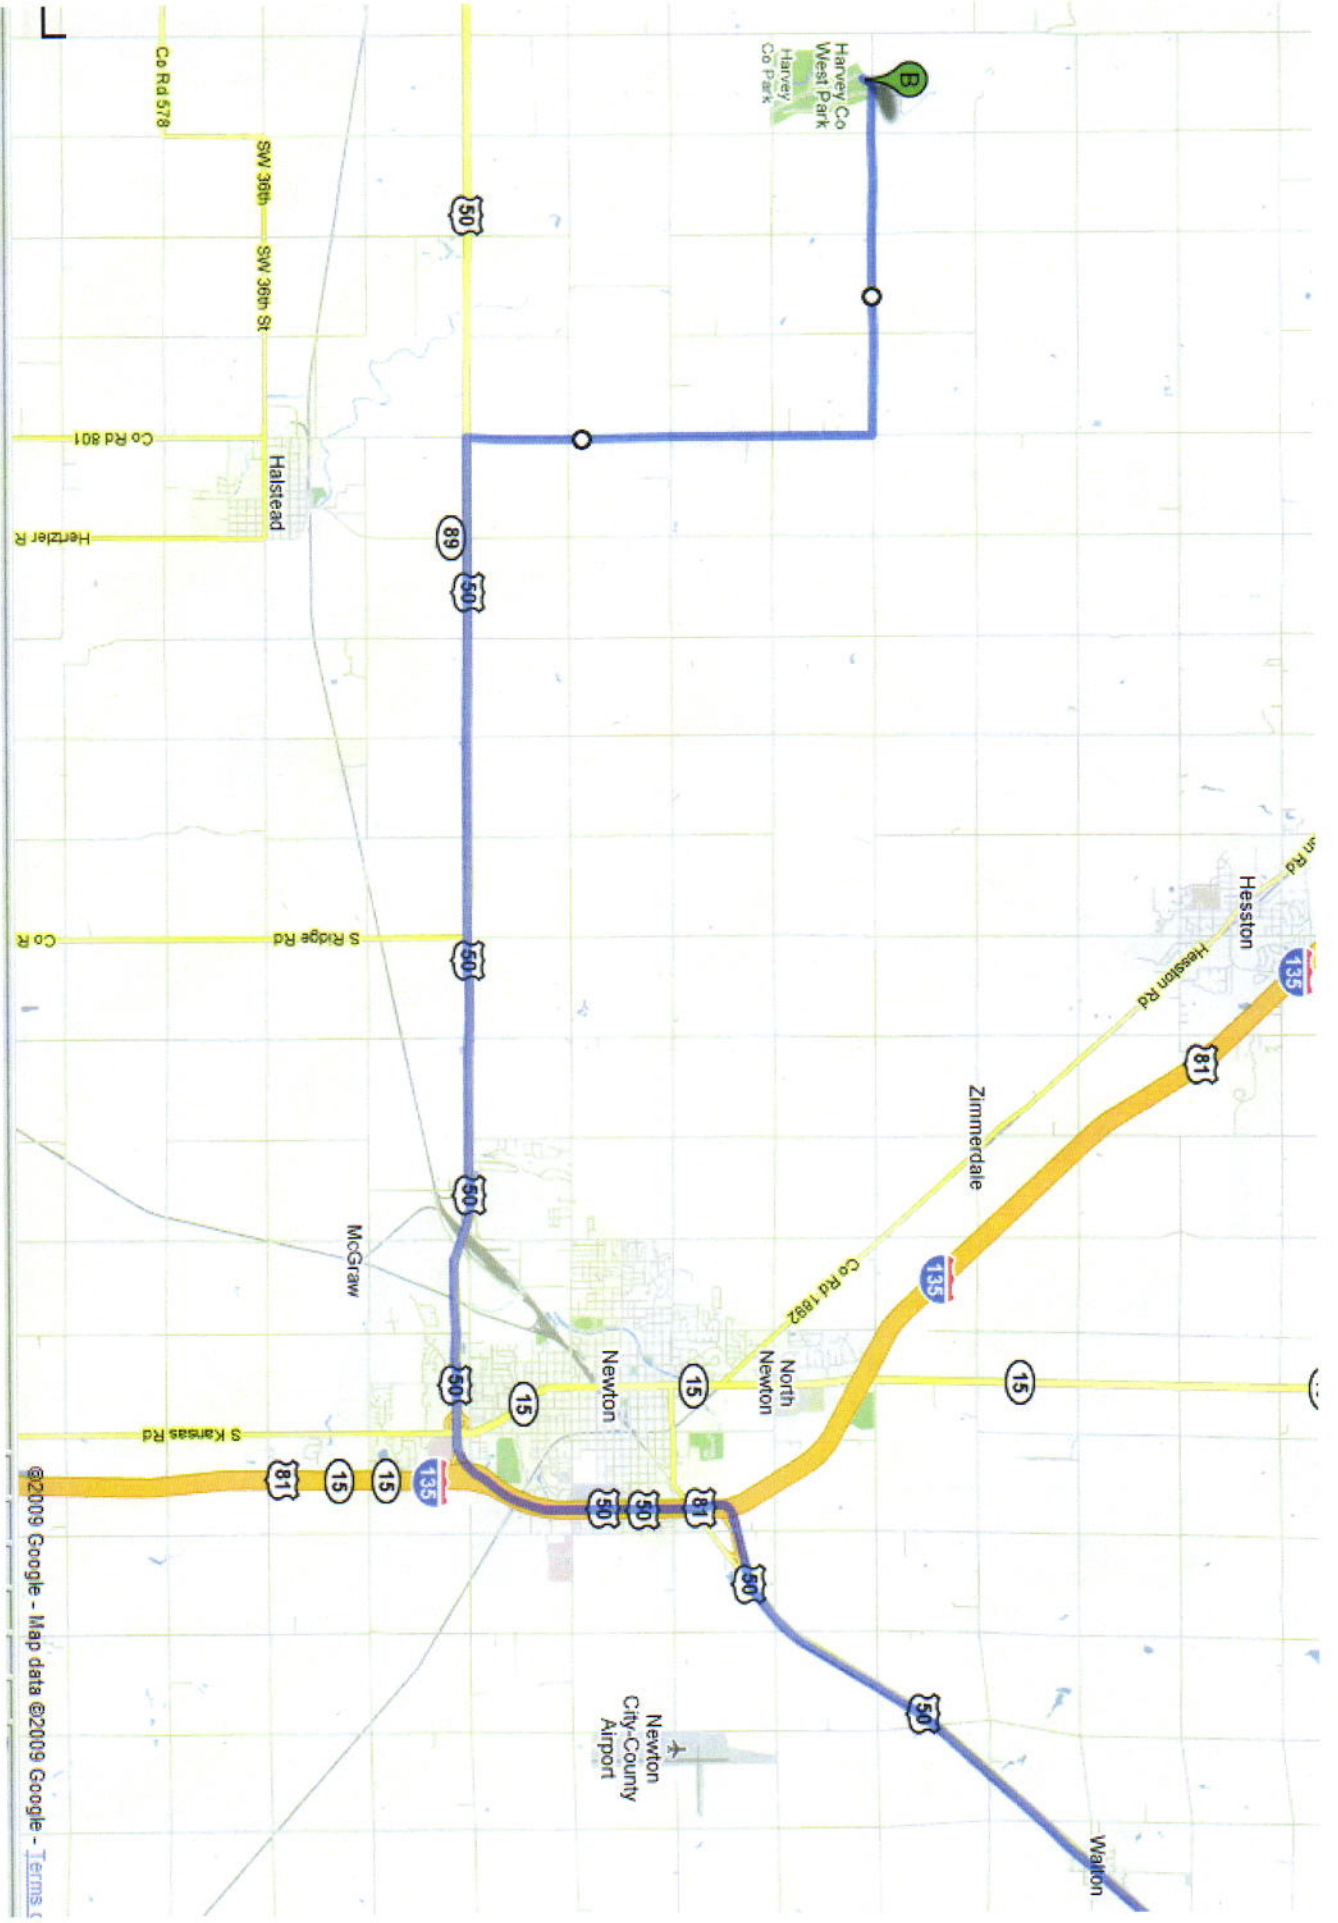 B
Harvey Co
West Park
Harvey
Co Park
Co Rd 578
SW 36th
SW 36th St
50
Co Rd 801
Halstead
Hertzler R
89
50
Co R
S Ridge Rd
50
on Rd
Hesston
Hesston Rd
135
81
Zimmerdale
135
Co Rd 1892
50
McGraw
North
Newton
Newton
15
15
15
50
S Kansas Rd
81
15
15
135
50
50
81
50
50
Newton
City-County
Airport
Walton
©2009 Google - Map data ©2009 Google - Terms